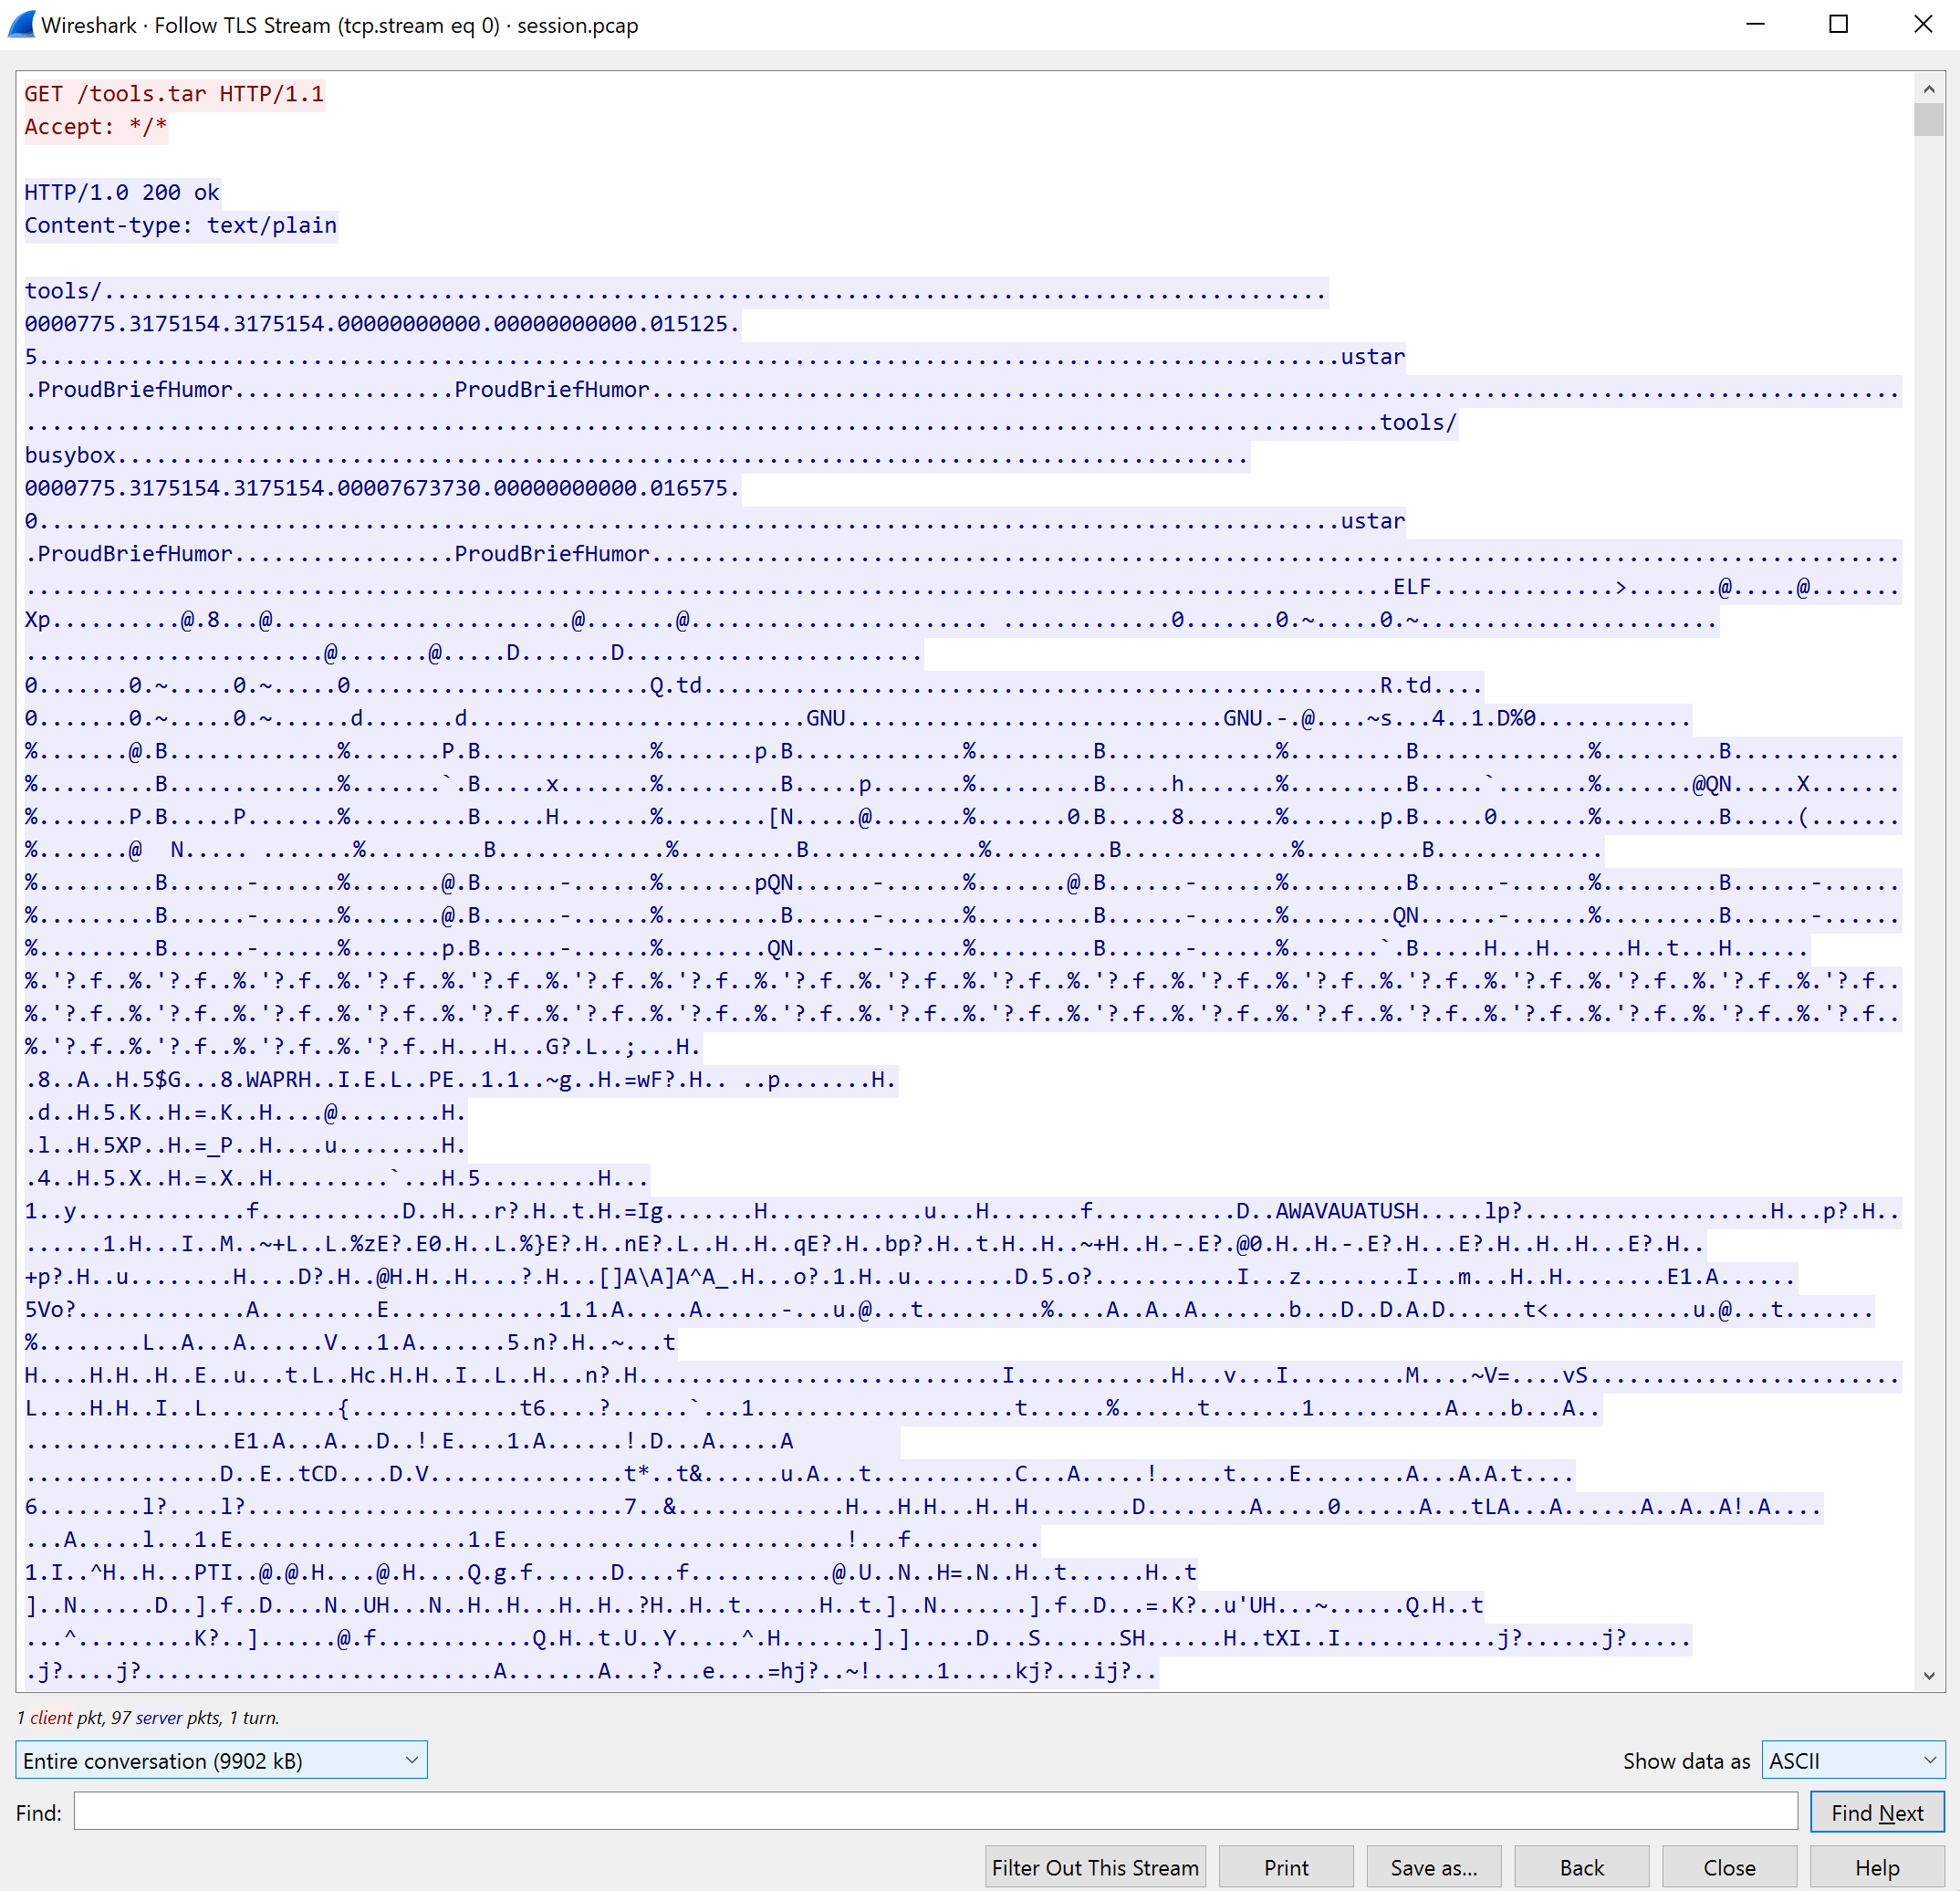 Wireshark · Follow TLS Stream (tcp.stream eq 0) · session.pcap
GET /tools.tar HTTP/1.1
Accept: */*
HTTP/1.0 200 ok
Content-type: text/plain
tools/..............................................................................................
0000775.3175154.3175154.00000000000.00000000000.015125.
5....................................................................................................ustar
.ProudBriefHumor.................ProudBriefHumor................................................................................................
........................................................................................................tools/
busybox.......................................................................................
0000775.3175154.3175154.00007673730.00000000000.016575.
0....................................................................................................ustar
.ProudBriefHumor.................ProudBriefHumor................................................................................................
.........................................................................................................ELF..............>.......@.....@.......
Xp..........@.8...@.......................@.......@....................... .............0.......0.~.....0.~.......................
.......................@.......@.....D.......D.......................
0.......0.~.....0.~.....0.......................Q.td....................................................R.td....
0.......0.~.....0.~......d.......d..........................GNU.............................GNU.-.@....~s...4..1.D%0............
%.......@.B.............%.......P.B.............%.......p.B.............%.........B.............%.........B.............%.........B.............
%.........B.............%.......`.B.....x.......%.........B.....p.......%.........B.....h.......%.........B.....`.......%.......@QN.....X.......
%.......P.B.....P.......%.........B.....H.......%........[N.....@.......%.......0.B.....8.......%.......p.B.....0.......%.........B.....(.......
%.......@  N..... .......%.........B.............%.........B.............%.........B.............%.........B.............
%.........B......-......%.......@.B......-......%.......pQN......-......%.......@.B......-......%.........B......-......%.........B......-......
%.........B......-......%.......@.B......-......%.........B......-......%.........B......-......%........QN......-......%.........B......-......
%.........B......-......%.......p.B......-......%........QN......-......%.........B......-......%.......`.B.....H...H......H..t...H......
%.'?.f..%.'?.f..%.'?.f..%.'?.f..%.'?.f..%.'?.f..%.'?.f..%.'?.f..%.'?.f..%.'?.f..%.'?.f..%.'?.f..%.'?.f..%.'?.f..%.'?.f..%.'?.f..%.'?.f..%.'?.f..
%.'?.f..%.'?.f..%.'?.f..%.'?.f..%.'?.f..%.'?.f..%.'?.f..%.'?.f..%.'?.f..%.'?.f..%.'?.f..%.'?.f..%.'?.f..%.'?.f..%.'?.f..%.'?.f..%.'?.f..%.'?.f..
%.'?.f..%.'?.f..%.'?.f..%.'?.f..H...H...G?.L..;...H.
.8..A..H.5$G...8.WAPRH..I.E.L..PE..1.1..~g..H.=wF?.H.. ..p.......H.
.d..H.5.K..H.=.K..H....@........H.
.l..H.5XP..H.=_P..H....u........H.
.4..H.5.X..H.=.X..H.........`...H.5.........H...
1..y.............f...........D..H...r?.H..t.H.=Ig.......H............u...H.......f...........D..AWAVAUATUSH.....lp?...................H...p?.H..
......1.H...I..M..~+L..L.%zE?.E0.H..L.%}E?.H..nE?.L..H..H..qE?.H..bp?.H..t.H..H..~+H..H.-.E?.@0.H..H.-.E?.H...E?.H..H..H...E?.H..
+p?.H..u........H....D?.H..@H.H..H....?.H...[]A\A]A^A_.H...o?.1.H..u........D.5.o?...........I...z........I...m...H..H........E1.A......
5Vo?.............A.........E.............1.1.A.....A......-...u.@...t.........%....A..A..A.......b...D..D.A.D......t<...........u.@...t.......
%........L..A...A......V...1.A.......5.n?.H..~...t
H....H.H..H..E..u...t.L..Hc.H.H..I..L..H...n?.H............................I............H...v...I.........M....~V=....vS........................
L....H.H..I..L..........{.............t6....?......`...1....................t......%......t.......1..........A....b...A..
................E1.A...A...D..!.E....1.A......!.D...A.....A
...............D..E..tCD....D.V...............t*..t&......u.A...t...........C...A.....!.....t....E........A...A.A.t....
6........l?....l?.............................7..&.............H...H.H...H..H........D........A.....0......A...tLA...A......A..A..A!.A....
...A.....l...1.E..................1.E..........................!...f..........
1.I..^H..H...PTI..@.@.H....@.H....Q.g.f......D....f...........@.U..N..H=.N..H..t......H..t
]..N......D..].f..D....N..UH...N..H..H...H..H..?H..H..t......H..t.]..N.......].f..D...=.K?..u'UH...~......Q.H..t
...^.........K?..]......@.f............Q.H..t.U..Y.....^.H.......].].....D...S......SH......H..tXI..I............j?......j?.....
.j?....j?...........................A.......A...?...e....=hj?..~!.....1.....kj?...ij?..
1 client pkt, 97 server pkts, 1 turn.
Entire conversation (9902 kB)
Show data as
ASCII
Find:
Find Next
Filter Out This Stream
Print
Save as...
Back
Close
Help